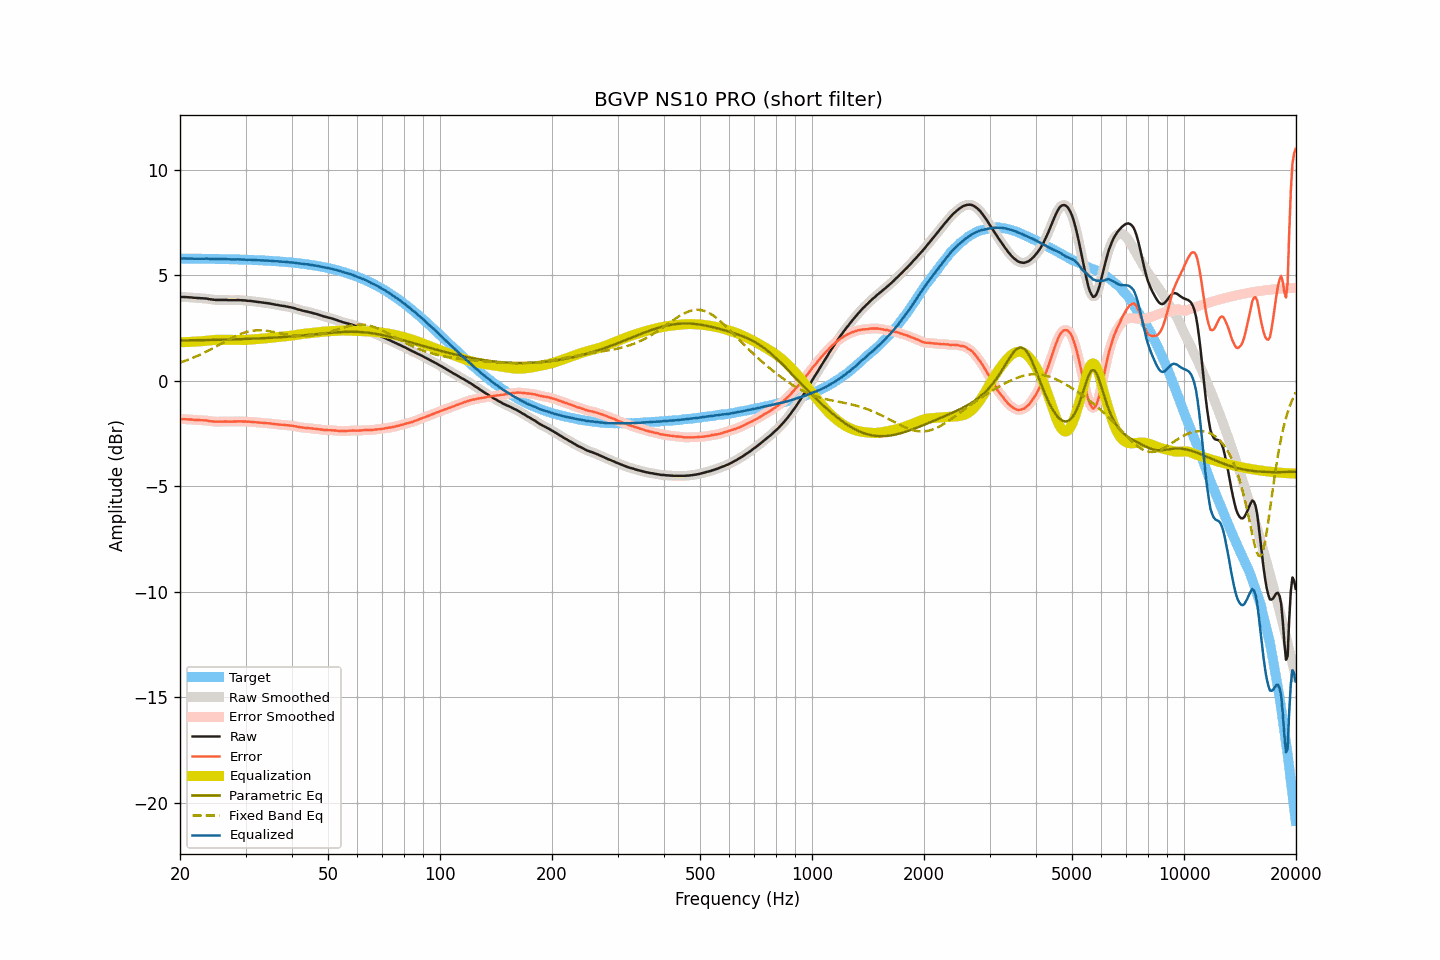 BGVP NS10 PRO (short filter)
Amplitude (dBr)
10
5
0
−5
−10
−15
−20
Target
Raw Smoothed
Error Smoothed
Raw
Error
Equalization
Parametric Eq
Fixed Band Eq
Equalized
20 50 100 200 500 1000 2000 5000 10000 20000
Frequency (Hz)